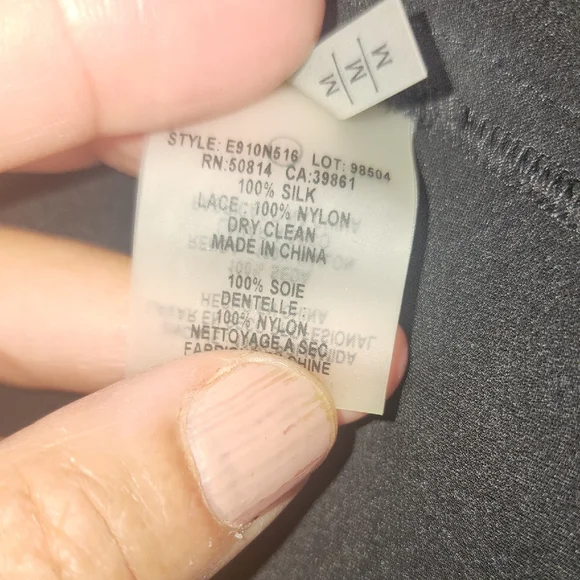 M
M
M
STYLE: E910N516 LOT: 98504
RN:50814 CA:39861
100% SILK
LACE: 100% NYLON
DRY CLEAN
MADE IN CHINA
100% SOIE
DENTELLE:
100% NYLON
NETTOYAGE A SEC